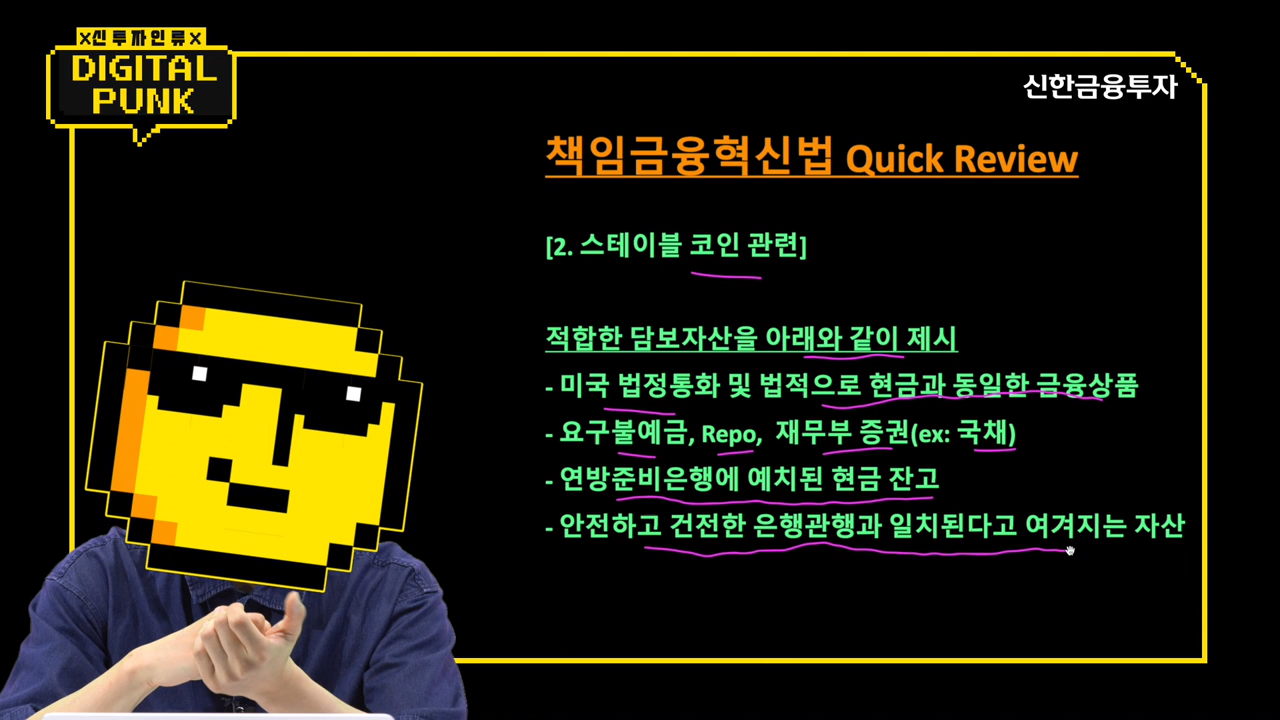 x신투자인류x
DIGITAL
PUNK
신한금융투자
책임금융혁신법 Quick Review
[2. 스테이블 코인 관련]
적합한 담보자산을 아래와 같이 제시
- 미국 법정통화 및 법적으로 현금과 동일한 금융상품
- 요구불예금, Repo, 재무부 증권(ex: 국채)
- 연방준비은행에 예치된 현금 잔고
- 안전하고 건전한 은행관행과 일치된다고 여겨지는 자산